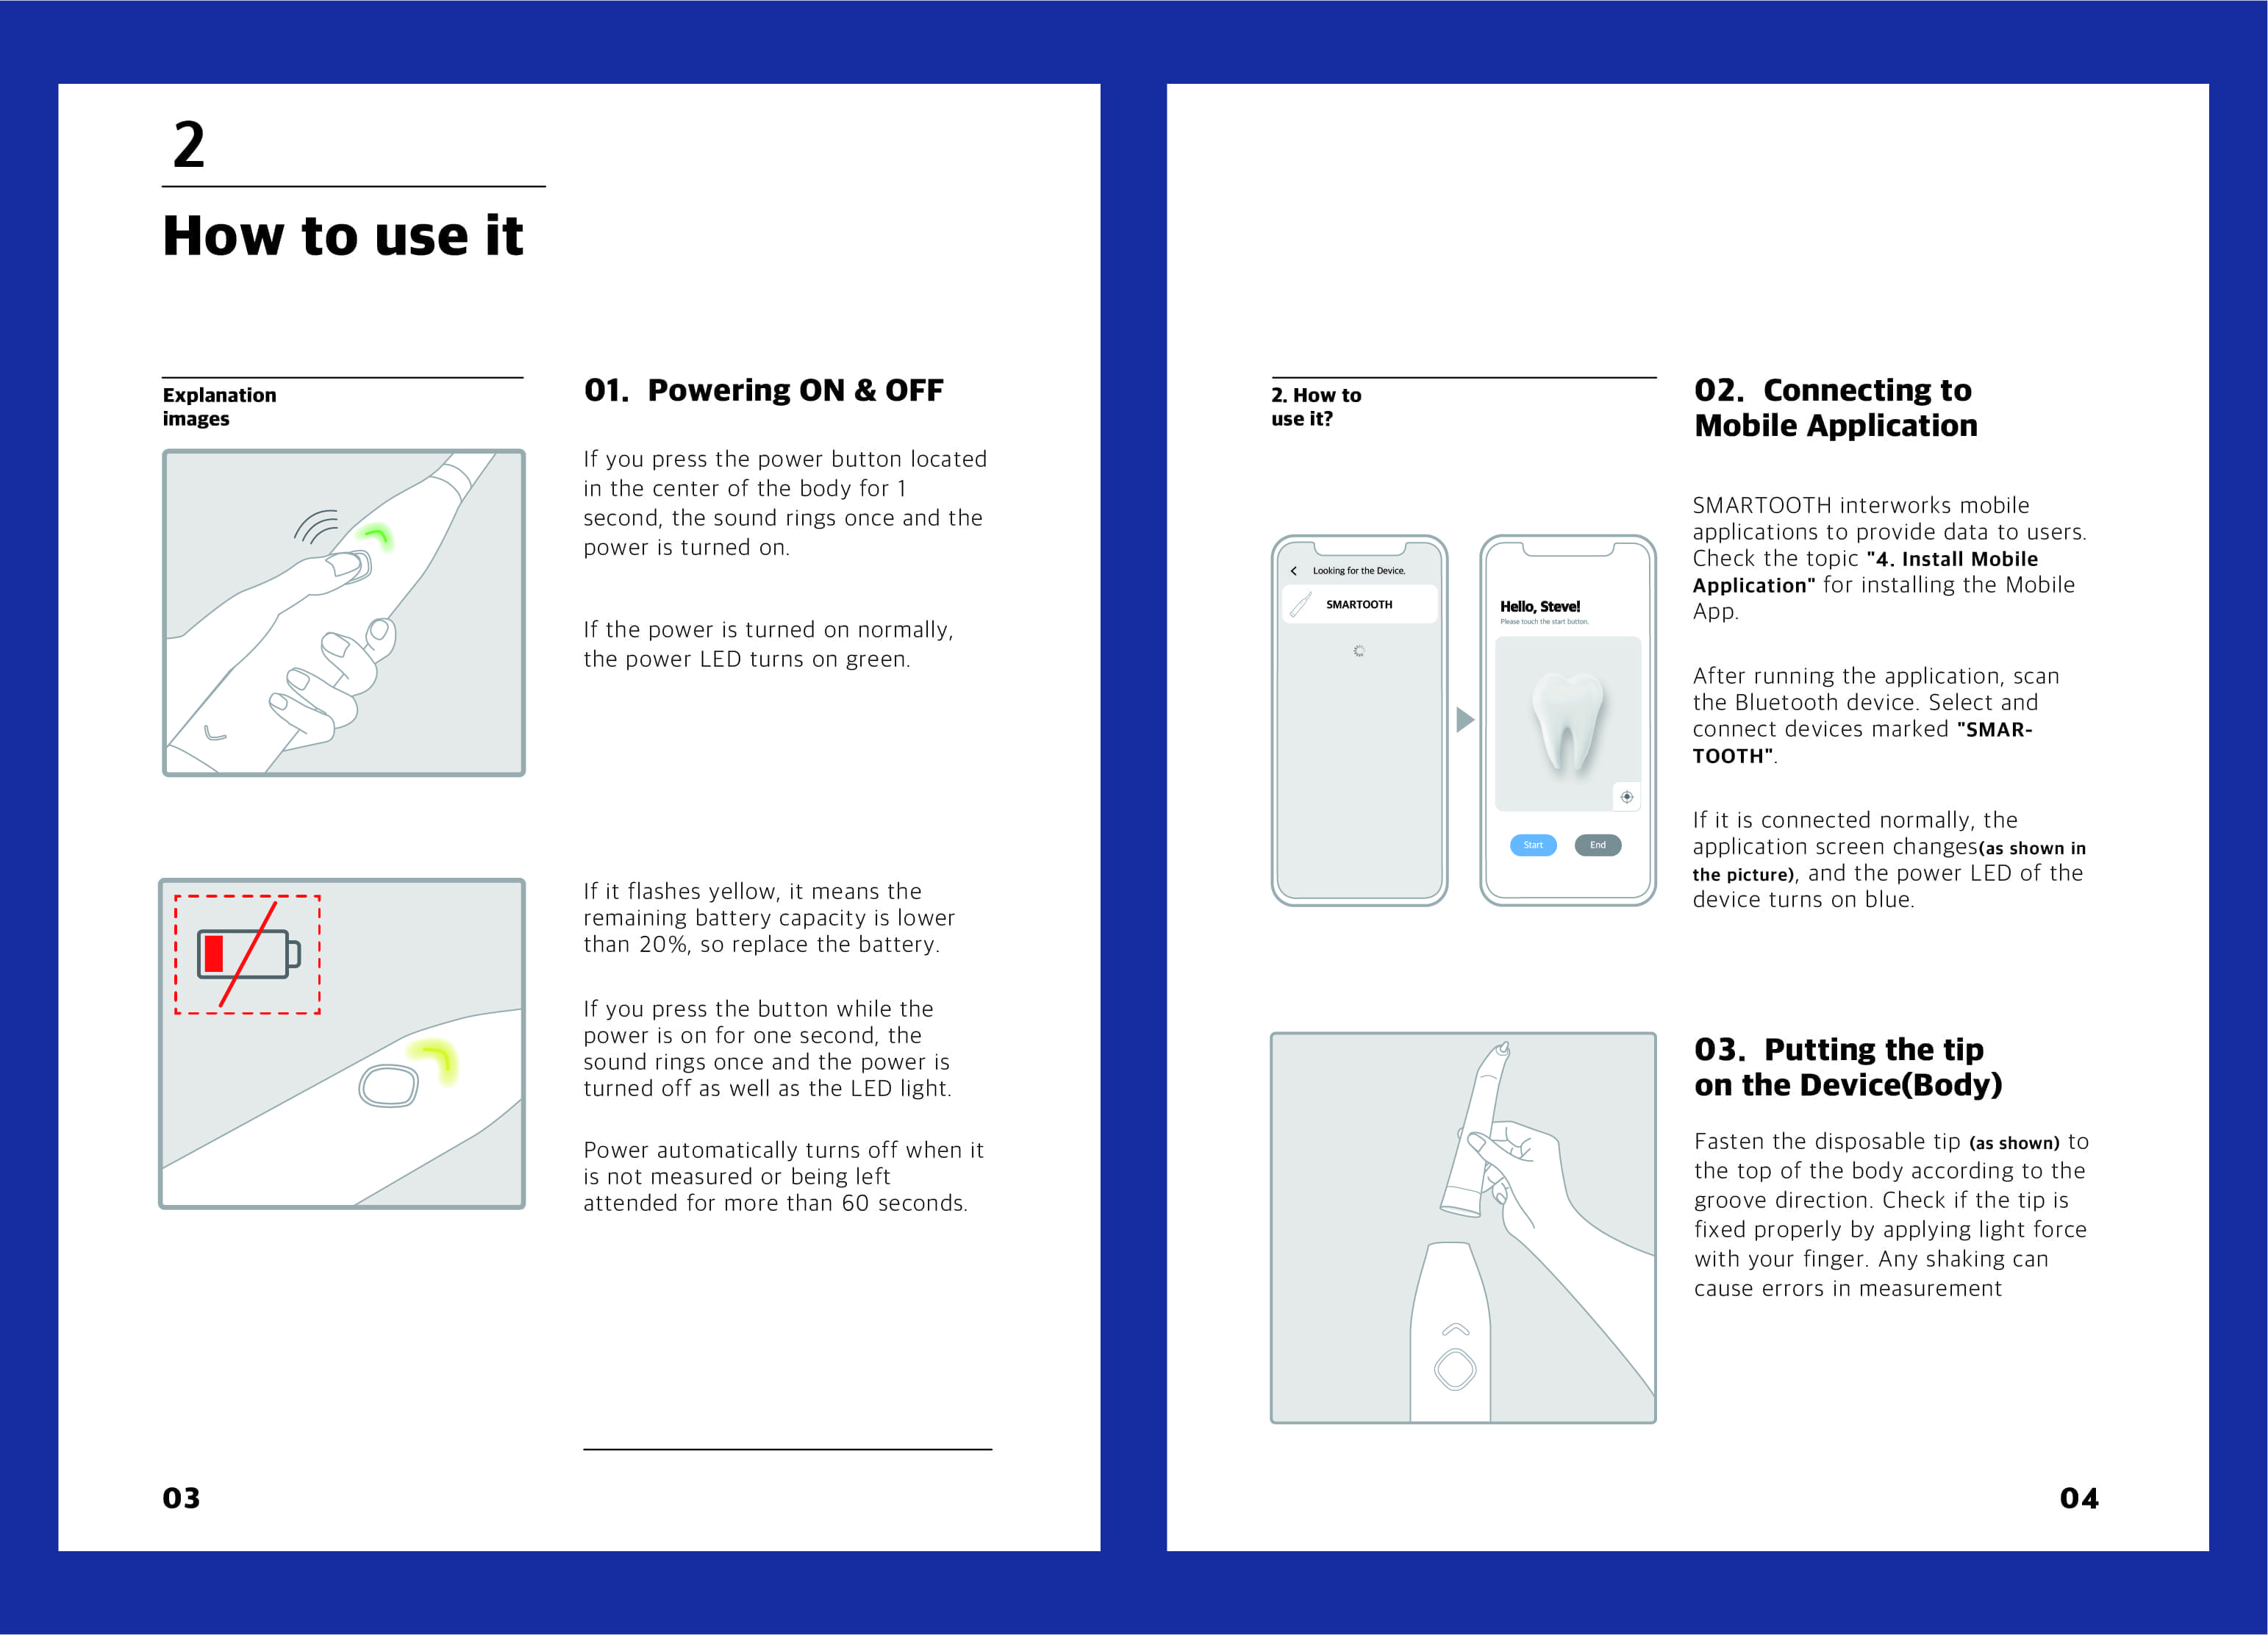 2
How to use it
Explanation
images
01. Powering ON & OFF
If you press the power button located
in the center of the body for 1
second, the sound rings once and the
power is turned on.
If the power is turned on normally,
the power LED turns on green.
If it flashes yellow, it means the
remaining battery capacity is lower
than 20%, so replace the battery.
If you press the button while the
power is on for one second, the
sound rings once and the power is
turned off as well as the LED light.
Power automatically turns off when it
is not measured or being left
attended for more than 60 seconds.
03
2. How to
use it?
02. Connecting to
Mobile Application
Looking for the Device.
SMARTOOTH
Hello, Steve!
Please touch the start button.
Start
End
SMARTOOTH interworks mobile
applications to provide data to users.
Check the topic "4. Install Mobile
Application" for installing the Mobile
App.
After running the application, scan
the Bluetooth device. Select and
connect devices marked "SMAR-
TOOTH".
If it is connected normally, the
application screen changes(as shown in
the picture), and the power LED of the
device turns on blue.
03. Putting the tip
on the Device(Body)
Fasten the disposable tip (as shown) to
the top of the body according to the
groove direction. Check if the tip is
fixed properly by applying light force
with your finger. Any shaking can
cause errors in measurement
04